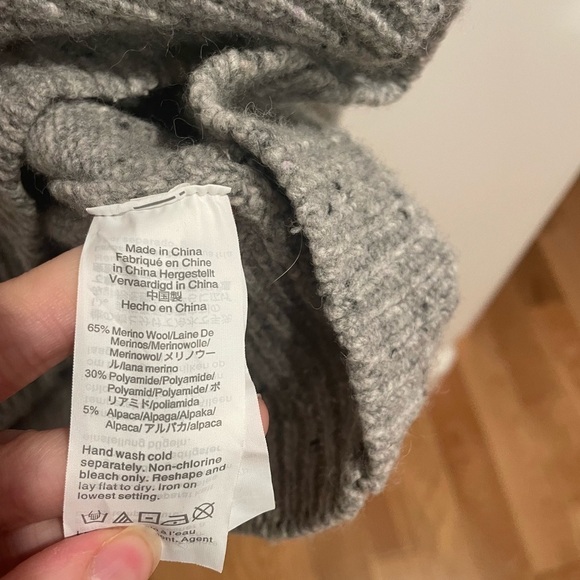 Made in China
Fabriqué en Chine
in China Hergestellt
Vervaardigd in China
中国製
Hecho en China
65% Merino Wool/Laine De
Merinos/Merinowolle/
Merinowol/ メリノウー
ル/lana merino
30% Polyamide/Polyamide/
Polyamid/Polyamide/ ポ
リアミド/poliamida
5% Alpaca/Alpaga/Alpaka/
Alpaca/ アルパカ/alpaca
Hand wash cold
separately. Non-chlorine
bleach only. Reshape and
lay flat to dry. Iron on
lowest setting.
à l'eau
Agent